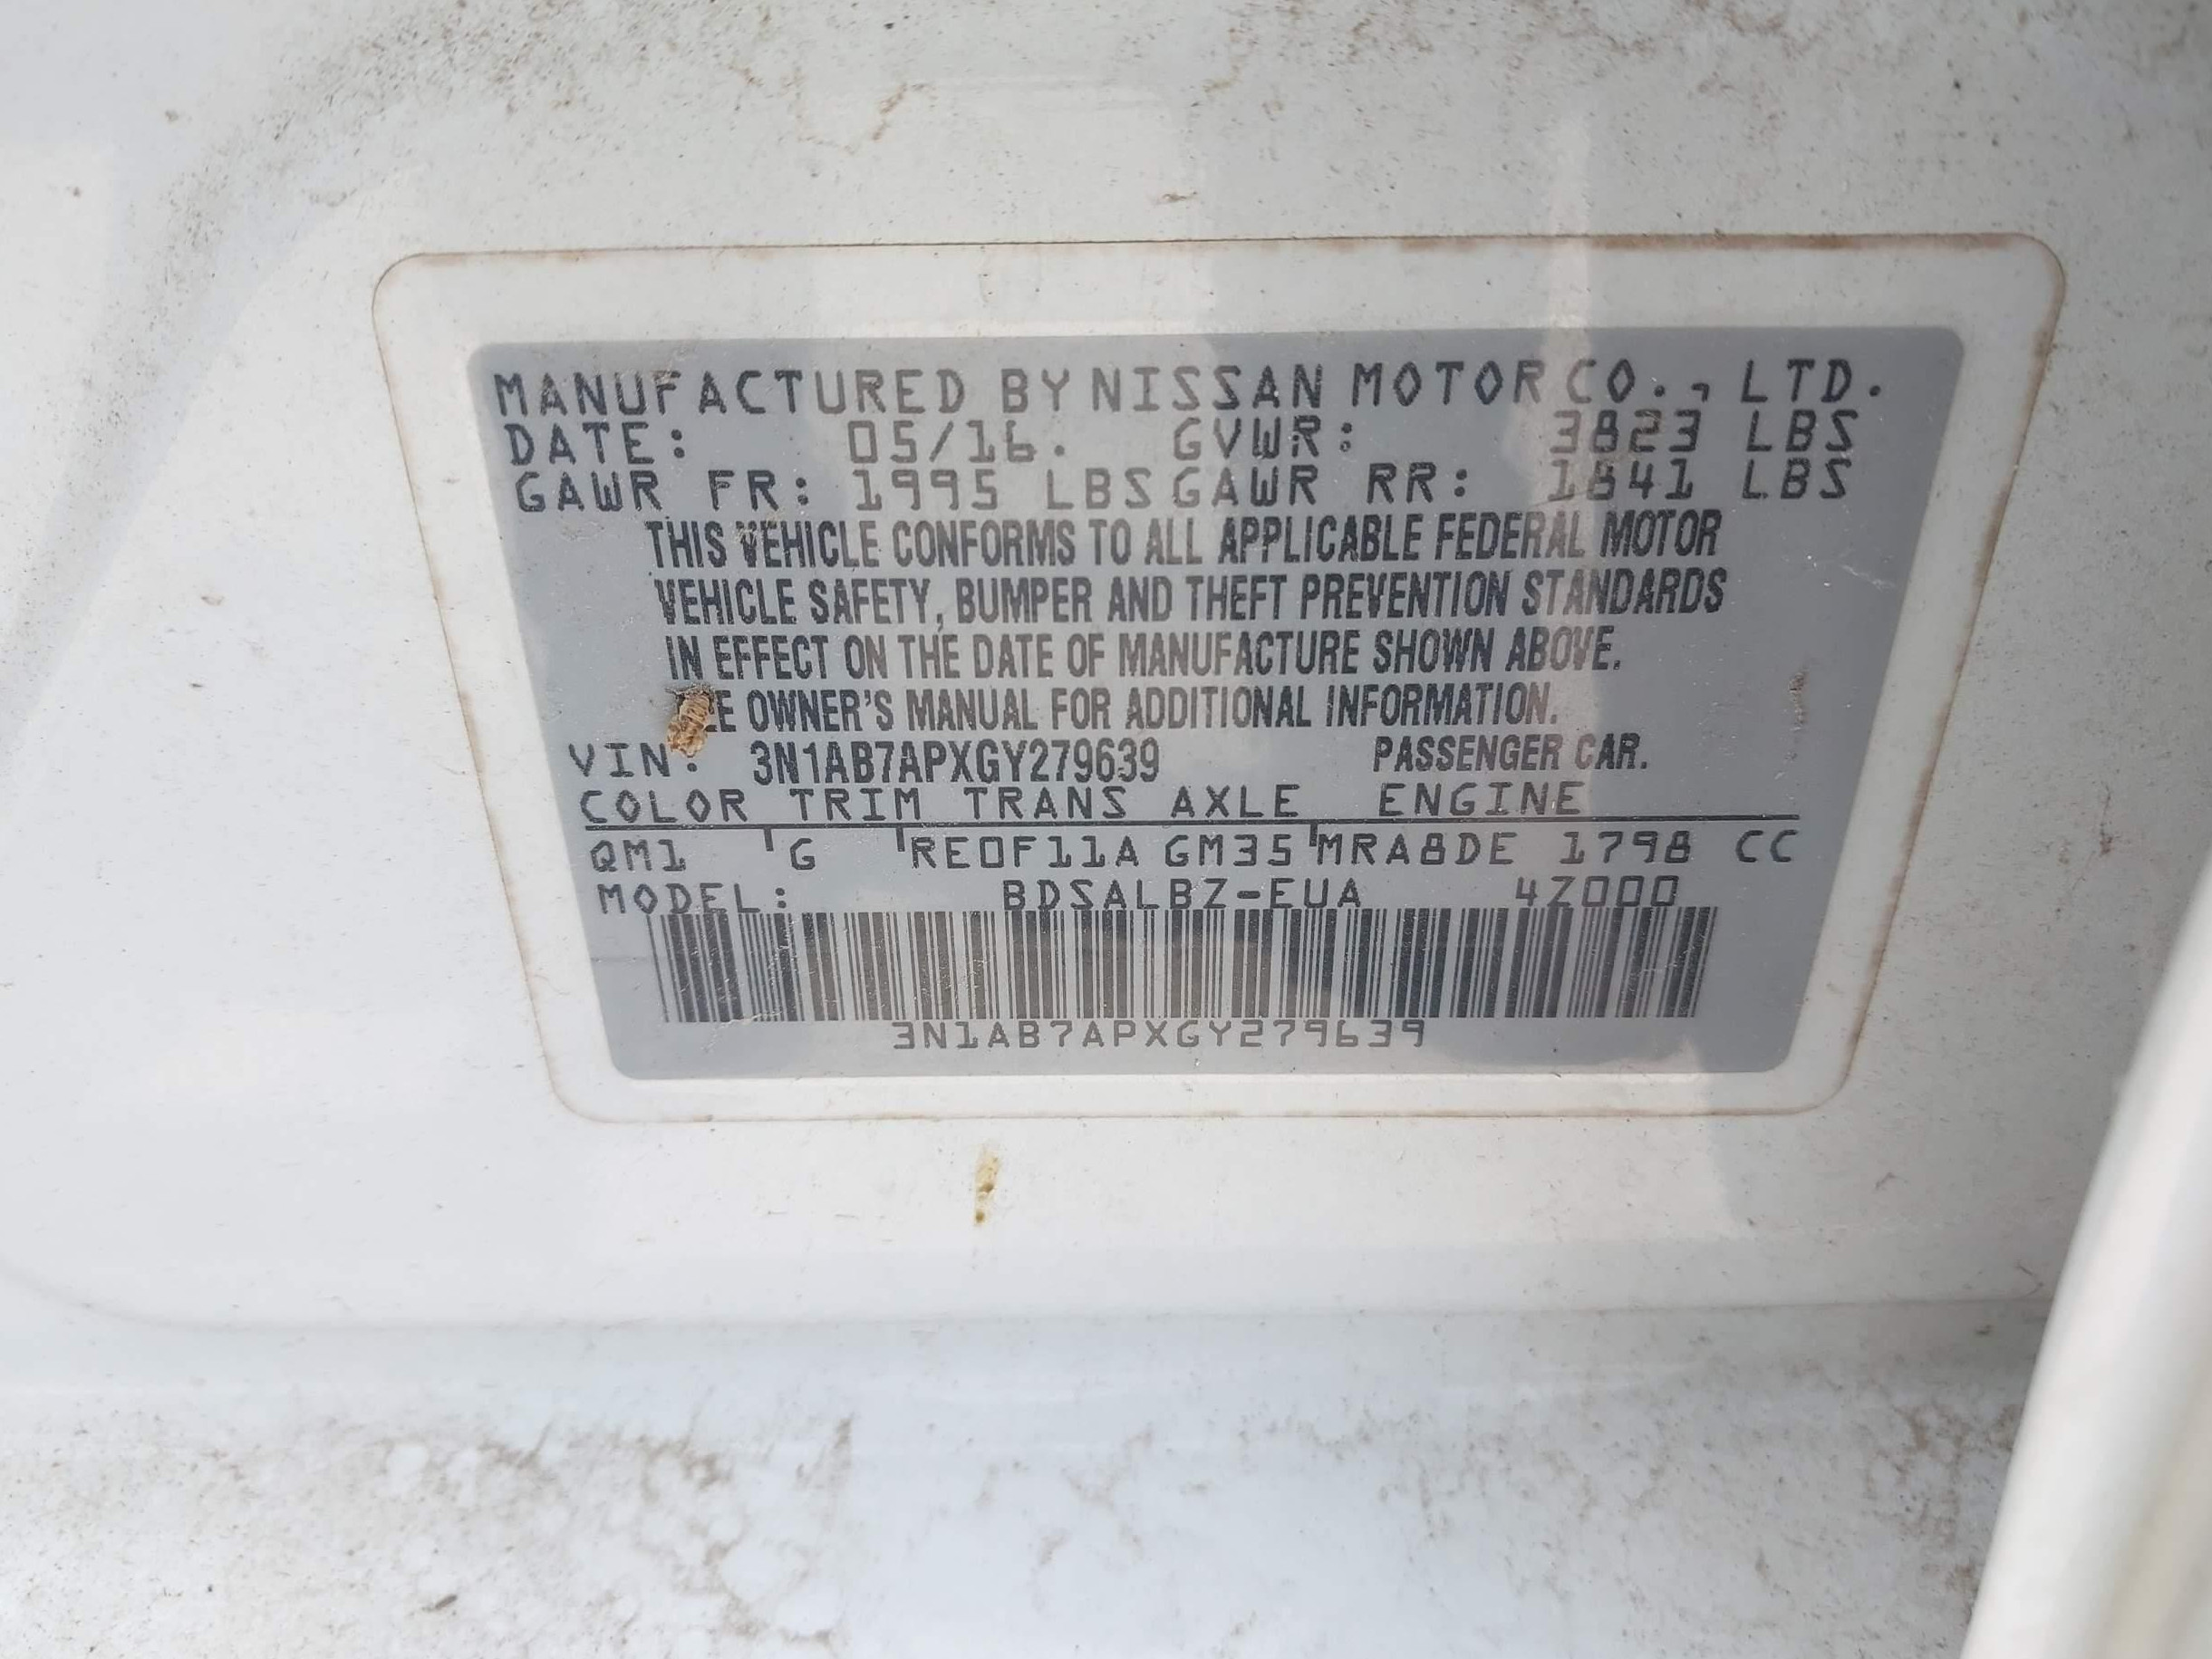 MANUFACTURED BY NISSAN MOTOR CO., LTD.
DATE: 05/16. GVWR: 3823 LBS
GAWR FR: 1995 LBS GAWR RR: 1841 LBS
THIS VEHICLE CONFORMS TO ALL APPLICABLE FEDERAL MOTOR
VEHICLE SAFETY, BUMPER AND THEFT PREVENTION STANDARDS
IN EFFECT ON THE DATE OF MANUFACTURE SHOWN ABOVE.
OWNER'S MANUAL FOR ADDITIONAL INFORMATION.
VIN: 3N1AB7APXGY279639 PASSENGER CAR.
COLOR TRIM TRANS AXLE ENGINE
QM1 G RE0F11A GM35 MRA8DE 1798 CC
MODEL: BDSALBZ-EUA 4Z000
3N1AB7APXGY279639